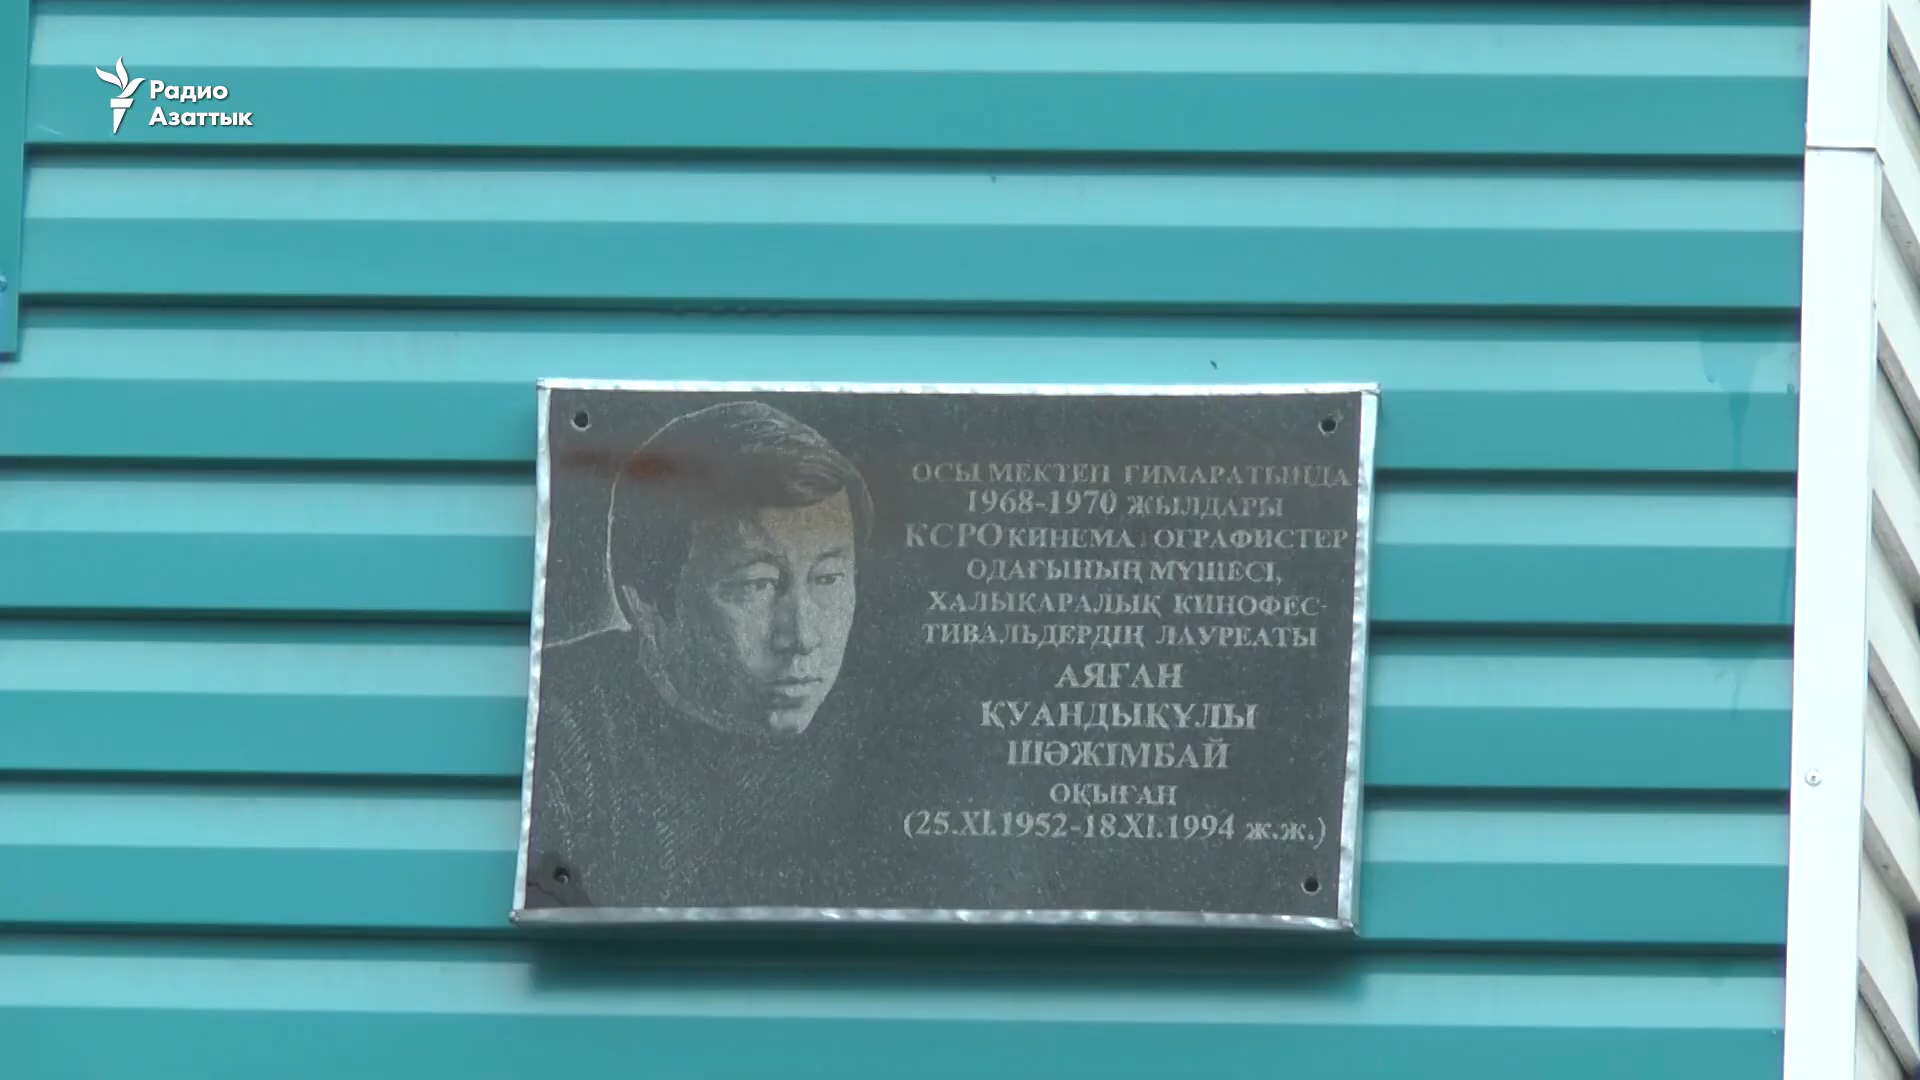 Радио
Азаттык
ОСЫ МЕКТЕП ҒИМАРАТЫНДА
1968-1970 ЖЫЛДАРЫ
КСРО КИНЕМАТОГРАФИСТЕР
ОДАҒЫНЫҢ МҮШЕСІ,
ХАЛЫКАРАЛЫҚ КИНОФЕС-
ТИВАЛЬДЕРДІҢ ЛАУРЕАТЫ
АЯҒАН
ҚУАНДЫҚҰЛЫ
ШӘЖІМБАЙ
ОҚЫҒАН
(25.XI.1952-18.XI.1994 ж.ж.)